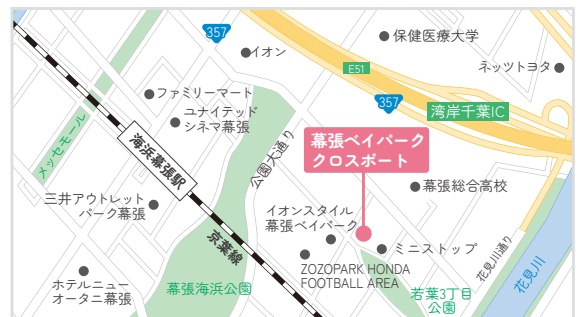 357
イオン
保健医療大学
E51
ネッツトヨタ
ファミリーマート
357
湾岸千葉IC
ユナイテッド
シネマ幕張
メッセモール
海浜幕張駅
公園大通り
幕張ベイパーク
クロスポート
幕張総合高校
三井アウトレット
パーク幕張
イオンスタイル
幕張ベイパーク
京葉線
ミニストップ
花見川通り
花見川
ZOZOPARK HONDA
FOOTBALL AREA
ホテルニュー
オータニ幕張
幕張海浜公園
若葉3丁目
公園